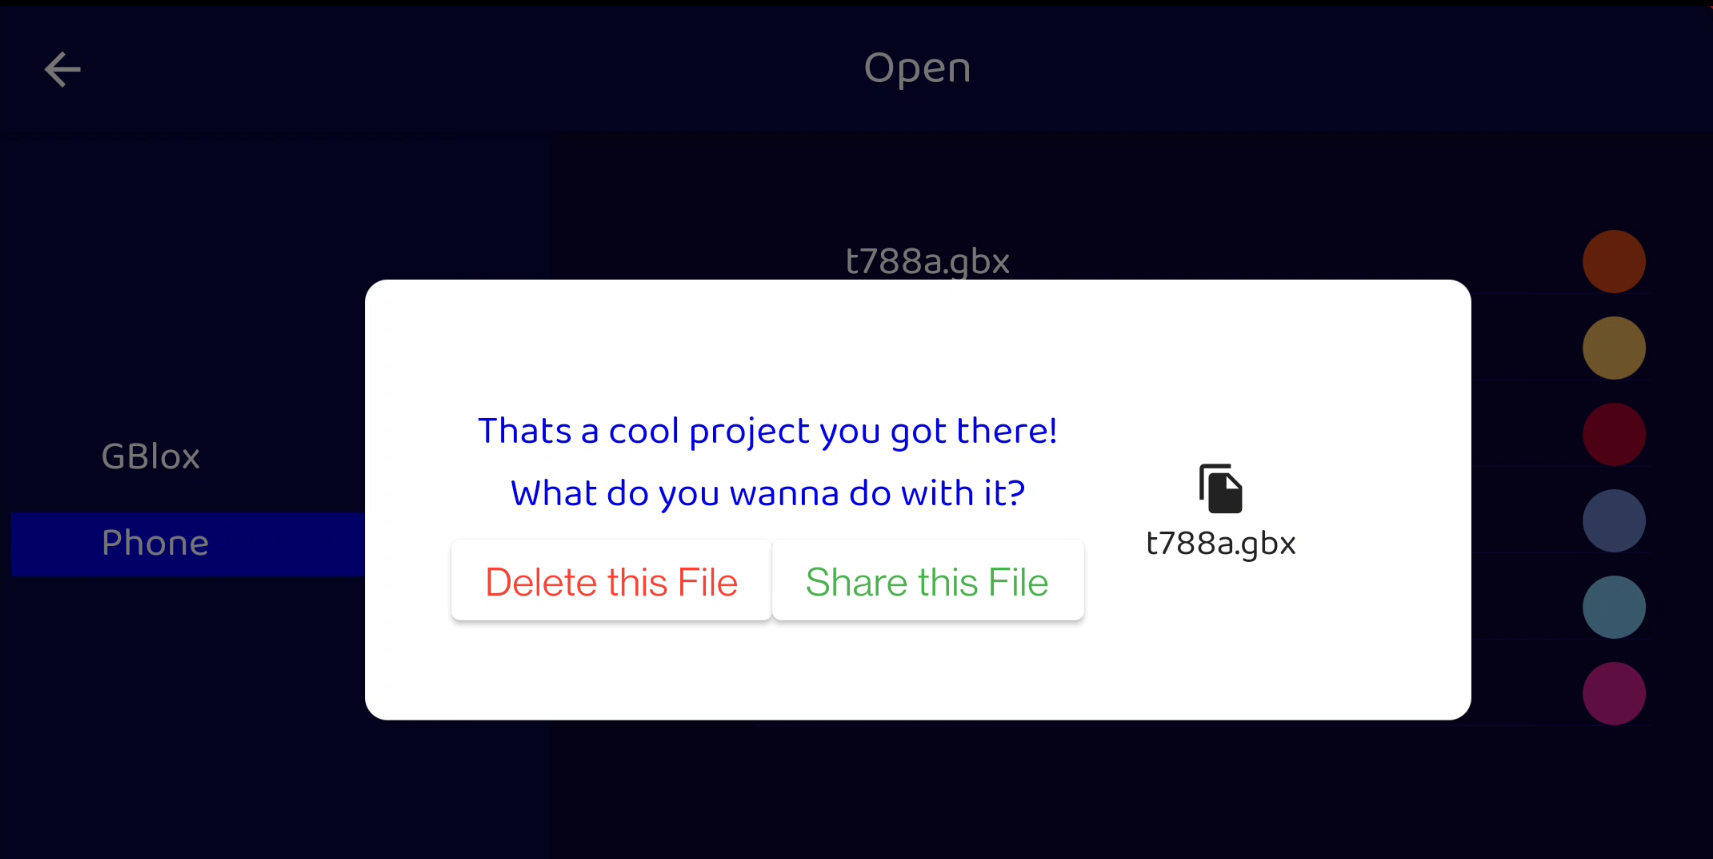 Open
t788a.gbx
Thats a cool project you got there!
What do you wanna do with it?
GBlox
Phone
t788a.gbx
Delete this File
Share this File